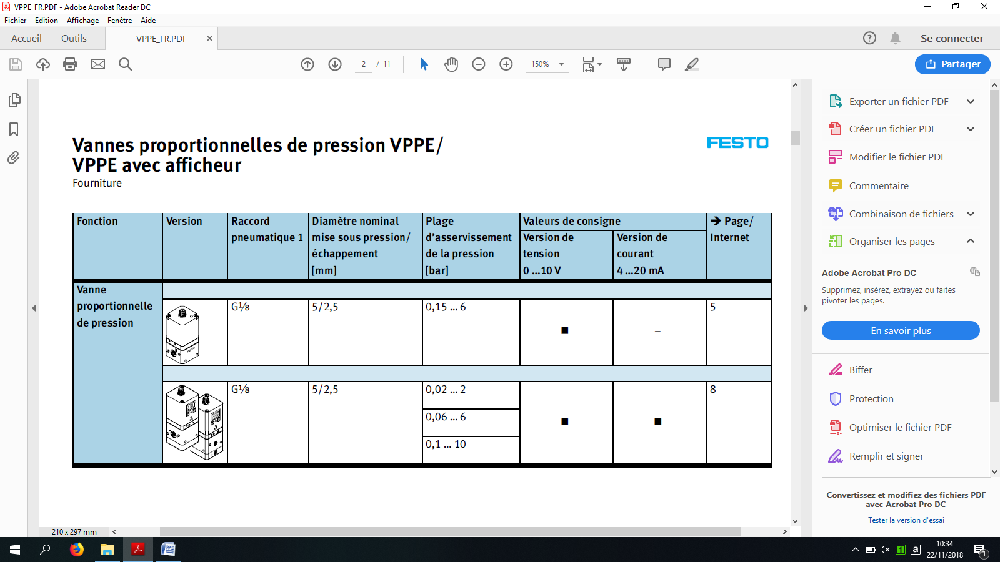 VPPE_FR.PDF - Adobe Acrobat Reader DC
Fichier Edition Affichage Fenêtre Aide
Accueil Outils VPPE_FR.PDF × ? Se connecter
2 / 11 150% Partager
Vannes proportionnelles de pression VPPE/
VPPE avec afficheur
Fourniture
FESTO
Fonction
Version
Raccord
pneumatique 1
Diamètre nominal
mise sous pression/
échappement
[mm]
Plage
d'asservissement
de la pression
[bar]
Valeurs de consigne
Version de
tension
0 ...10 V
Version de
courant
4 ...20 mA
➔ Page/
Internet
Vanne
proportionnelle
de pression
G⅛ 5/2,5 0,15 ... 6 ■ – 5
G⅛ 5/2,5 0,02 ... 2 ■ ■ 8
0,06 ... 6
0,1 ... 10
210 x 297 mm
Exporter un fichier PDF
Créer un fichier PDF
Modifier le fichier PDF
Commentaire
Combinaison de fichiers
Organiser les pages
Adobe Acrobat Pro DC
Supprimez, insérez, extrayez ou faites
pivoter les pages.
En savoir plus
Biffer
Protection
Optimiser le fichier PDF
Remplir et signer
Convertissez et modifiez des fichiers PDF
avec Acrobat Pro DC
Tester la version d'essai
1 a 10:34
22/11/2018 1